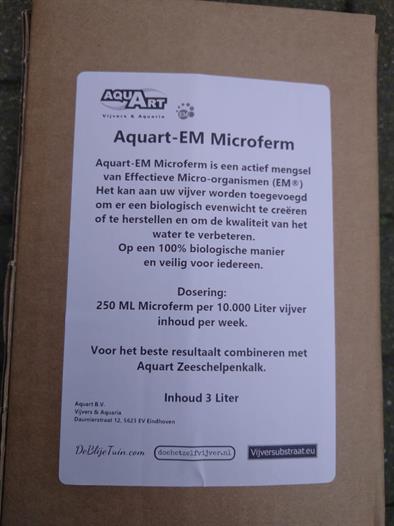 AQUART
Vijvers & Aquaria
EM
Aquart-EM Microferm
Aquart-EM Microferm is een actief mengsel
van Effectieve Micro-organismen (EM®)
Het kan aan uw vijver worden toegevoegd
om er een biologisch evenwicht te creëren
of te herstellen en om de kwaliteit van het
water te verbeteren.
Op een 100% biologische manier
en veilig voor iedereen.
Dosering:
250 ML Microferm per 10.000 Liter vijver
inhoud per week.
Voor het beste resultaalt combineren met
Aquart Zeeschelpenkalk.
Inhoud 3 Liter
Aquart B.V.
Vijvers & Aquaria
Daumierstraat 12, 5623 EV Eindhoven
DeBlijeTuin.com
doehetzelfvijver.nl
Vijversubstraat.eu